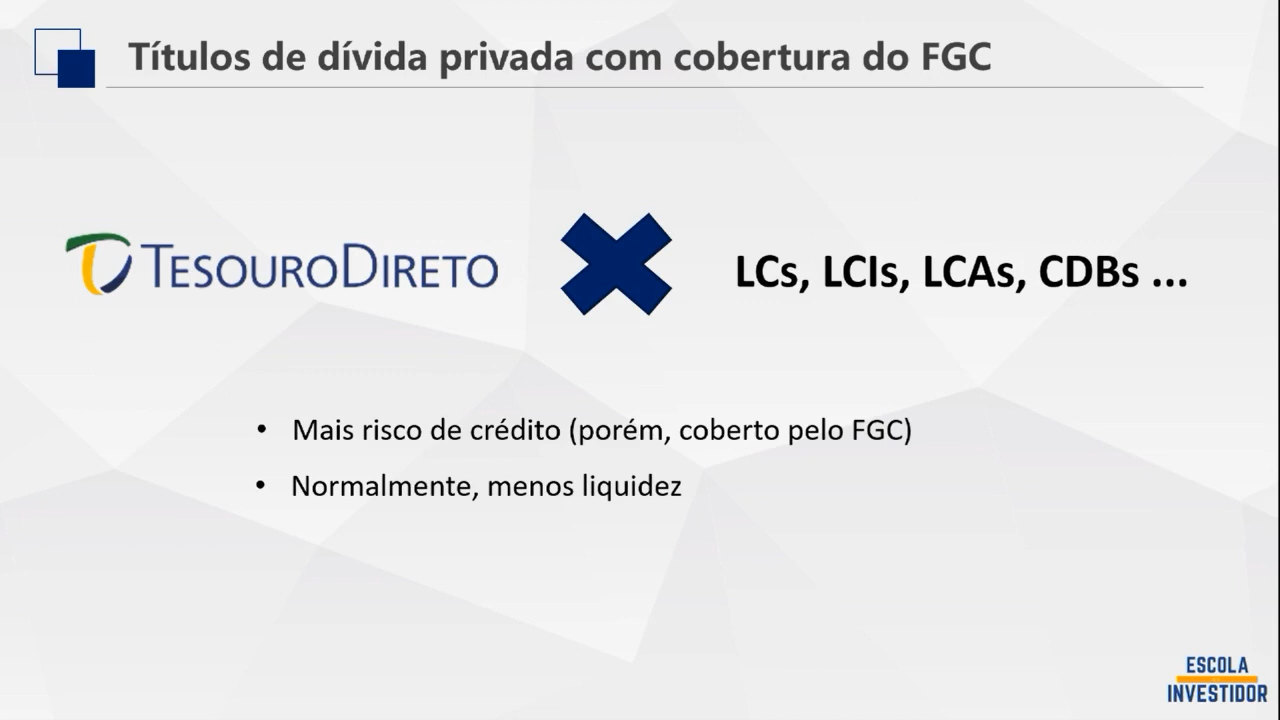 Títulos de dívida privada com cobertura do FGC
TESOURODIRETO
LCs, LCIs, LCAs, CDBs ...
• Mais risco de crédito (porém, coberto pelo FGC)
• Normalmente, menos liquidez
ESCOLA
INVESTIDOR